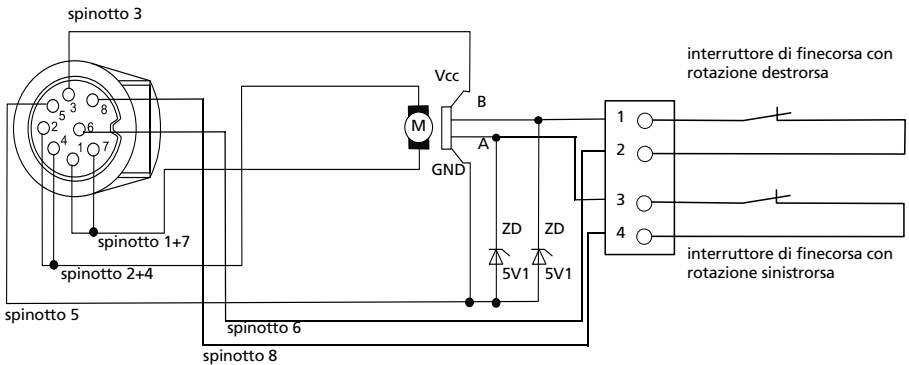 spinotto 3
interruttore di finecorsa con
rotazione destrorsa
Vcc
B
3
8
5
2
6
4
1
7
M
A
GND
1
2
3
4
spinotto 1+7
spinotto 2+4
ZD
5V1
ZD
5V1
interruttore di finecorsa con
rotazione sinistrorsa
spinotto 5
spinotto 6
spinotto 8